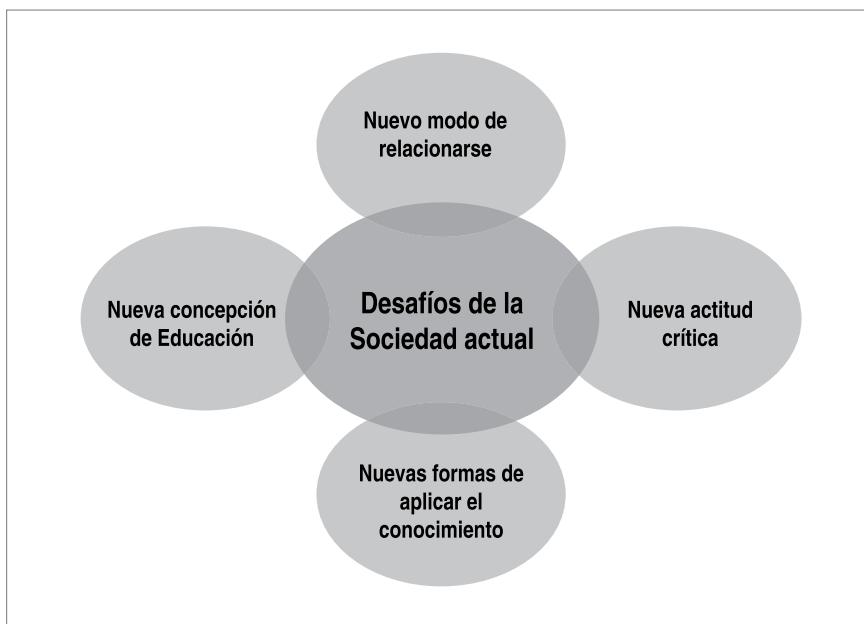 Nuevo modo de
relacionarse
Nueva concepción
de Educación
Desafíos de la
Sociedad actual
Nueva actitud
crítica
Nuevas formas de
aplicar el
conocimiento